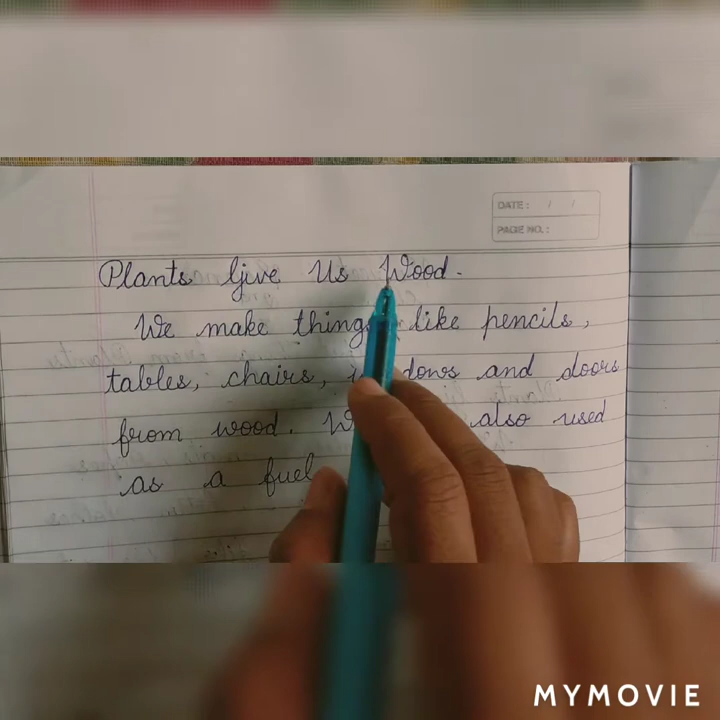 DATE: / /
PAGE NO.:
Plants Give Us Wood.
We make things like pencils,
tables, chairs, and doors
from wood. also used
as a fuel
MYMOVIE